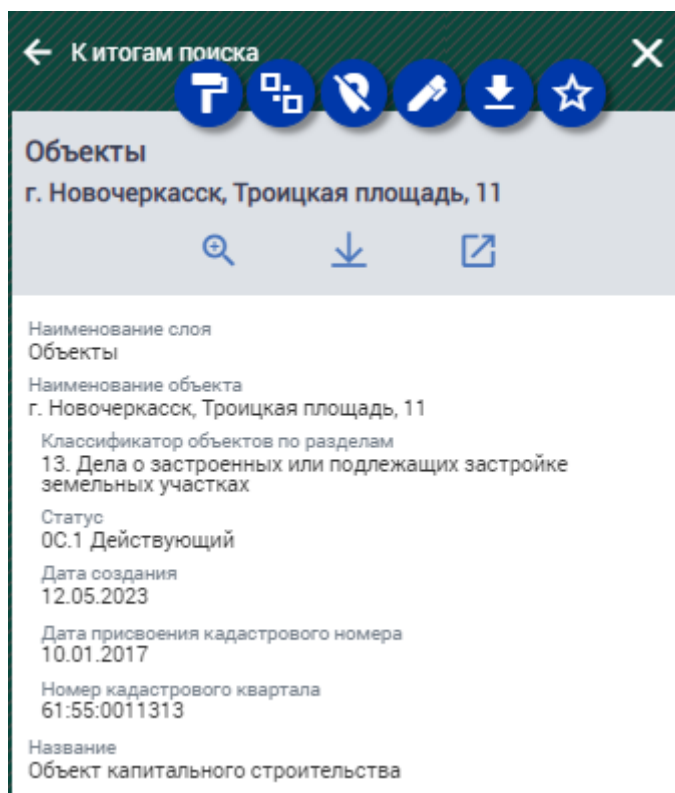 К итогам поиска
Объекты
г. Новочеркасск, Троицкая площадь, 11
Наименование слоя
Объекты
Наименование объекта
г. Новочеркасск, Троицкая площадь, 11
Классификатор объектов по разделам
13. Дела о застроенных или подлежащих застройке
земельных участках
Статус
0С.1 Действующий
Дата создания
12.05.2023
Дата присвоения кадастрового номера
10.01.2017
Номер кадастрового квартала
61:55:0011313
Название
Объект капитального строительства